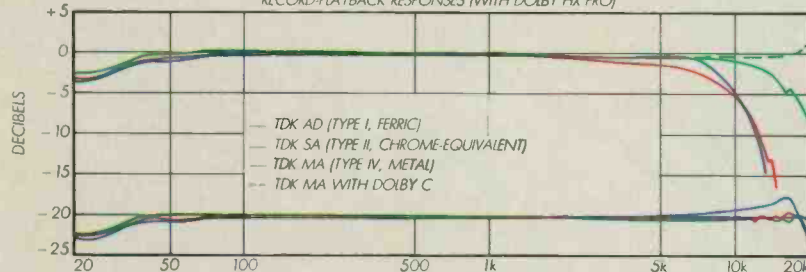 RECORD-PLAYBACK RESPONSES (WITH DOLBY HX PRO)
+5
0
-5
-10
-15
-20
-25
DECIBELS
— TDK AD (TYPE I, FERRIC)
— TDK SA (TYPE II, CHROME-EQUIVALENT)
— TDK MA (TYPE IV, METAL)
-- TDK MA WITH DOLBY C
20 50 100 500 1k 5k 10k 20k